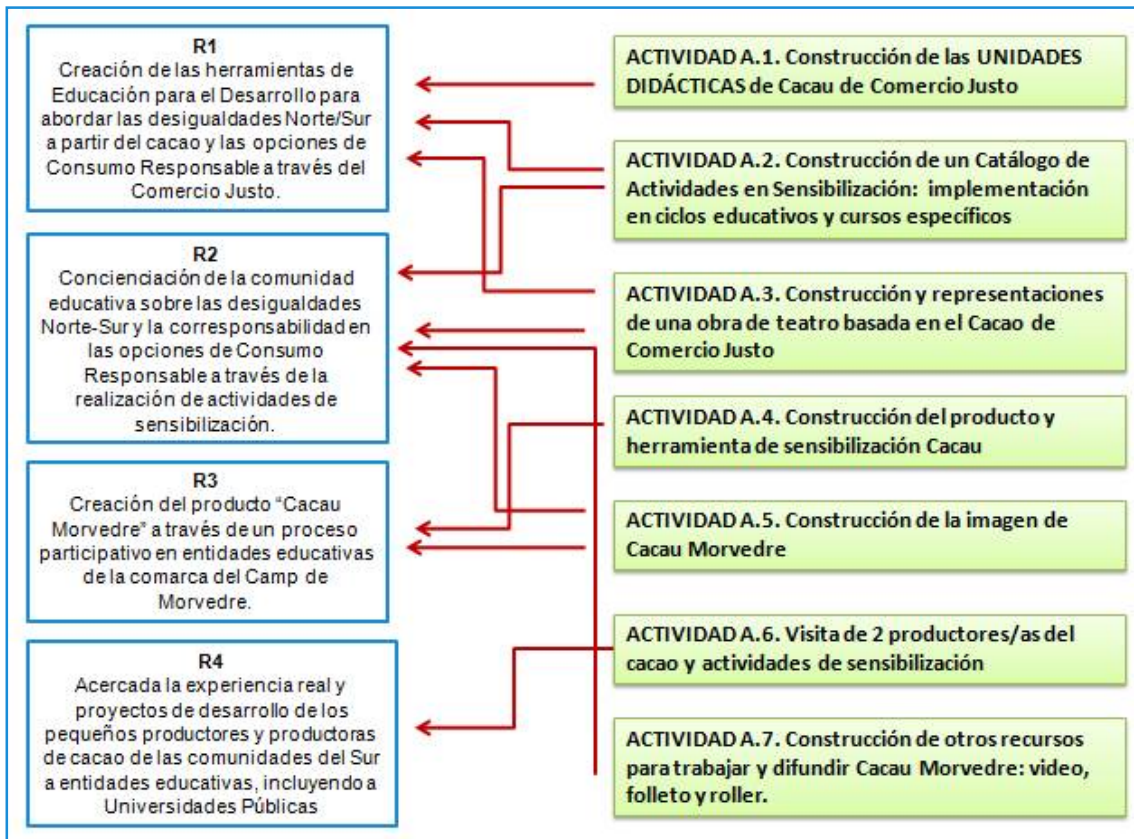 R1
Creación de las herramientas de
Educación para el Desarrollo para
abordar las desigualdades Norte/Sur
a partir del cacao y las opciones de
Consumo Responsable a través del
Comercio Justo.
R2
Concienciación de la comunidad
educativa sobre las desigualdades
Norte-Sur y la corresponsabilidad en
las opciones de Consumo
Responsable a través de la
realización de actividades de
sensibilización.
R3
Creación del producto “Cacau
Morvedre” a través de un proceso
participativo en entidades educativas
de la comarca del Camp de
Morvedre.
R4
Acercada la experiencia real y
proyectos de desarrollo de los
pequeños productores y productoras
de cacao de las comunidades del Sur
a entidades educativas, incluyendo a
Universidades Públicas
ACTIVIDAD A.1. Construcción de las UNIDADES
DIDÁCTICAS de Cacau de Comercio Justo
ACTIVIDAD A.2. Construcción de un Catálogo de
Actividades en Sensibilización: implementación
en ciclos educativos y cursos específicos
ACTIVIDAD A.3. Construcción y representaciones
de una obra de teatro basada en el Cacao de
Comercio Justo
ACTIVIDAD A.4. Construcción del producto y
herramienta de sensibilización Cacau
ACTIVIDAD A.5. Construcción de la imagen de
Cacau Morvedre
ACTIVIDAD A.6. Visita de 2 productores/as del
cacao y actividades de sensibilización
ACTIVIDAD A.7. Construcción de otros recursos
para trabajar y difundir Cacau Morvedre: video,
folleto y roller.